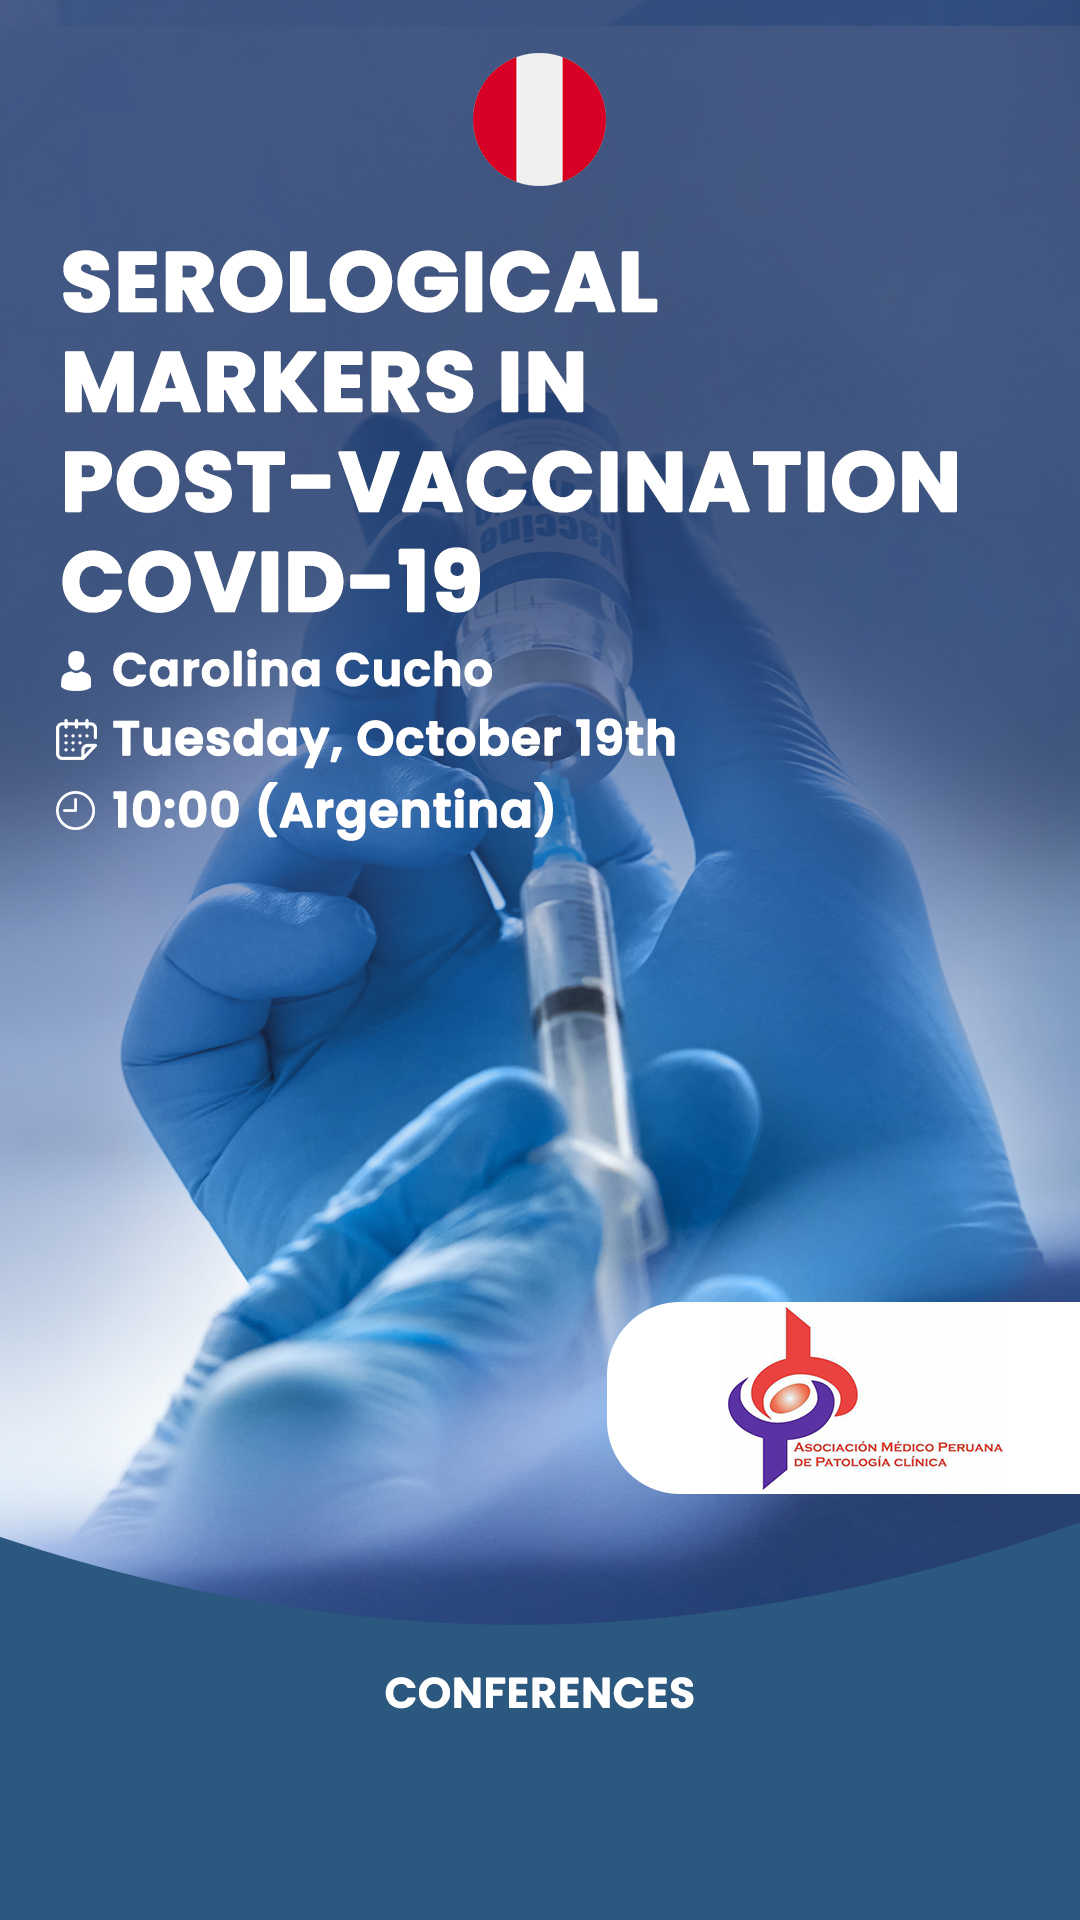 SEROLOGICAL
MARKERS IN
POST-VACCINATION
COVID-19
Carolina Cucho
Tuesday, October 19th
10:00 (Argentina)
Vaccine
ASOCIACIÓN MÉDICO PERUANA
DE PATOLOGÍA CLÍNICA
CONFERENCES